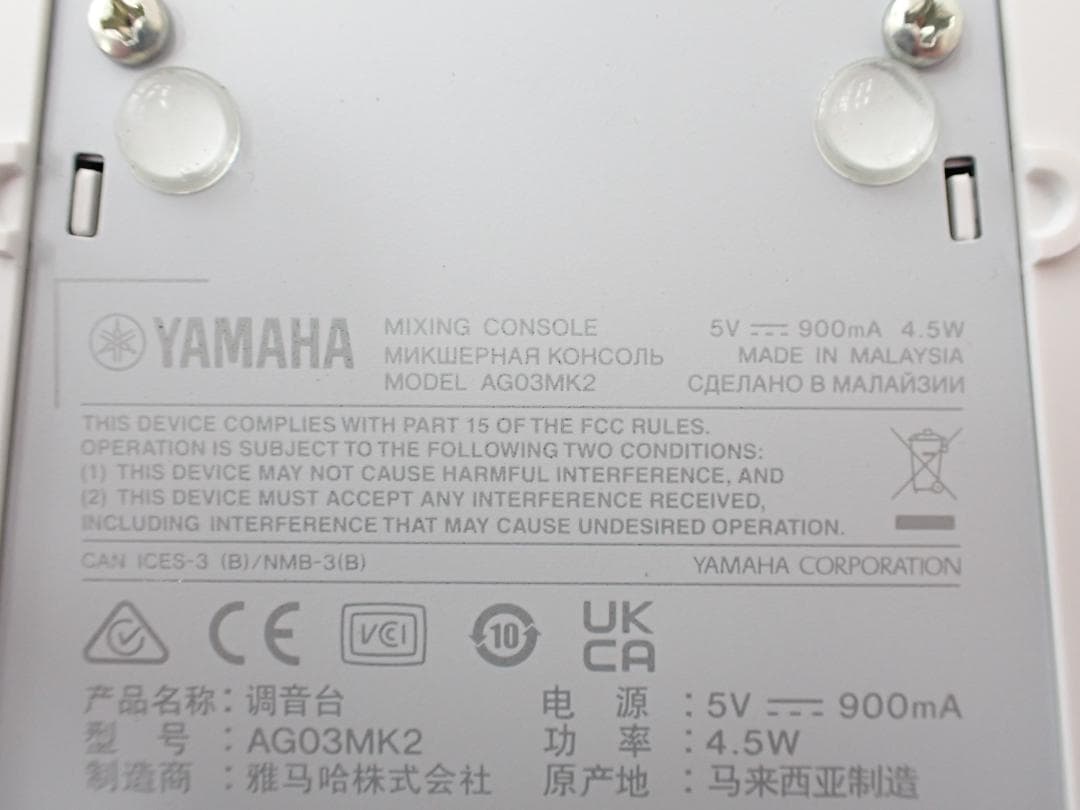 YAMAHA
MIXING CONSOLE
МИКШЕРНАЯ КОНСОЛЬ
MODEL AG03MK2
5V ⎓ 900mA 4.5W
MADE IN MALAYSIA
СДЕЛАНО В МАЛАЙЗИИ
THIS DEVICE COMPLIES WITH PART 15 OF THE FCC RULES.
OPERATION IS SUBJECT TO THE FOLLOWING TWO CONDITIONS:
(1) THIS DEVICE MAY NOT CAUSE HARMFUL INTERFERENCE, AND
(2) THIS DEVICE MUST ACCEPT ANY INTERFERENCE RECEIVED,
INCLUDING INTERFERENCE THAT MAY CAUSE UNDESIRED OPERATION.
CAN ICES-3 (B)/NMB-3(B) YAMAHA CORPORATION
CE VCI 10 UK
CA
产品名称：调音台 电 源：5V ⎓ 900mA
型 号：AG03MK2 功 率：4.5W
制造商：雅马哈株式会社 原产地：马来西亚制造